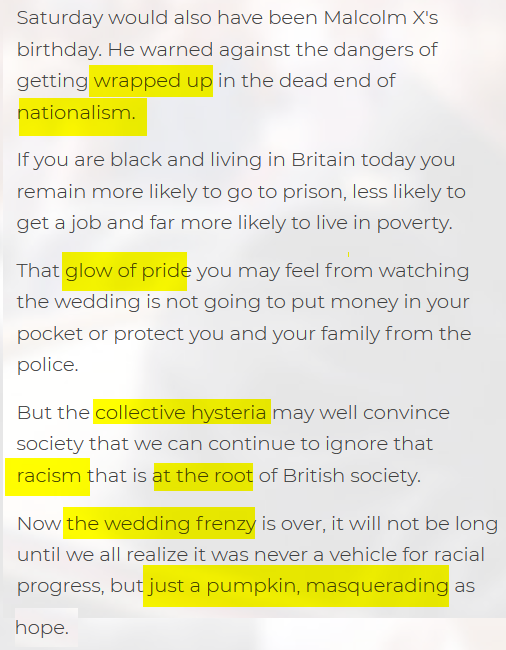 Saturday would also have been Malcolm X's
birthday. He warned against the dangers of
getting wrapped up in the dead end of
nationalism.
If you are black and living in Britain today you
remain more likely to go to prison, less likely to
get a job and far more likely to live in poverty.
That glow of pride you may feel from watching
the wedding is not going to put money in your
pocket or protect you and your family from the
police.
But the collective hysteria may well convince
society that we can continue to ignore that
racism that is at the root of British society.
Now the wedding frenzy is over, it will not be long
until we all realize it was never a vehicle for racial
progress, but just a pumpkin, masquerading as
hope.